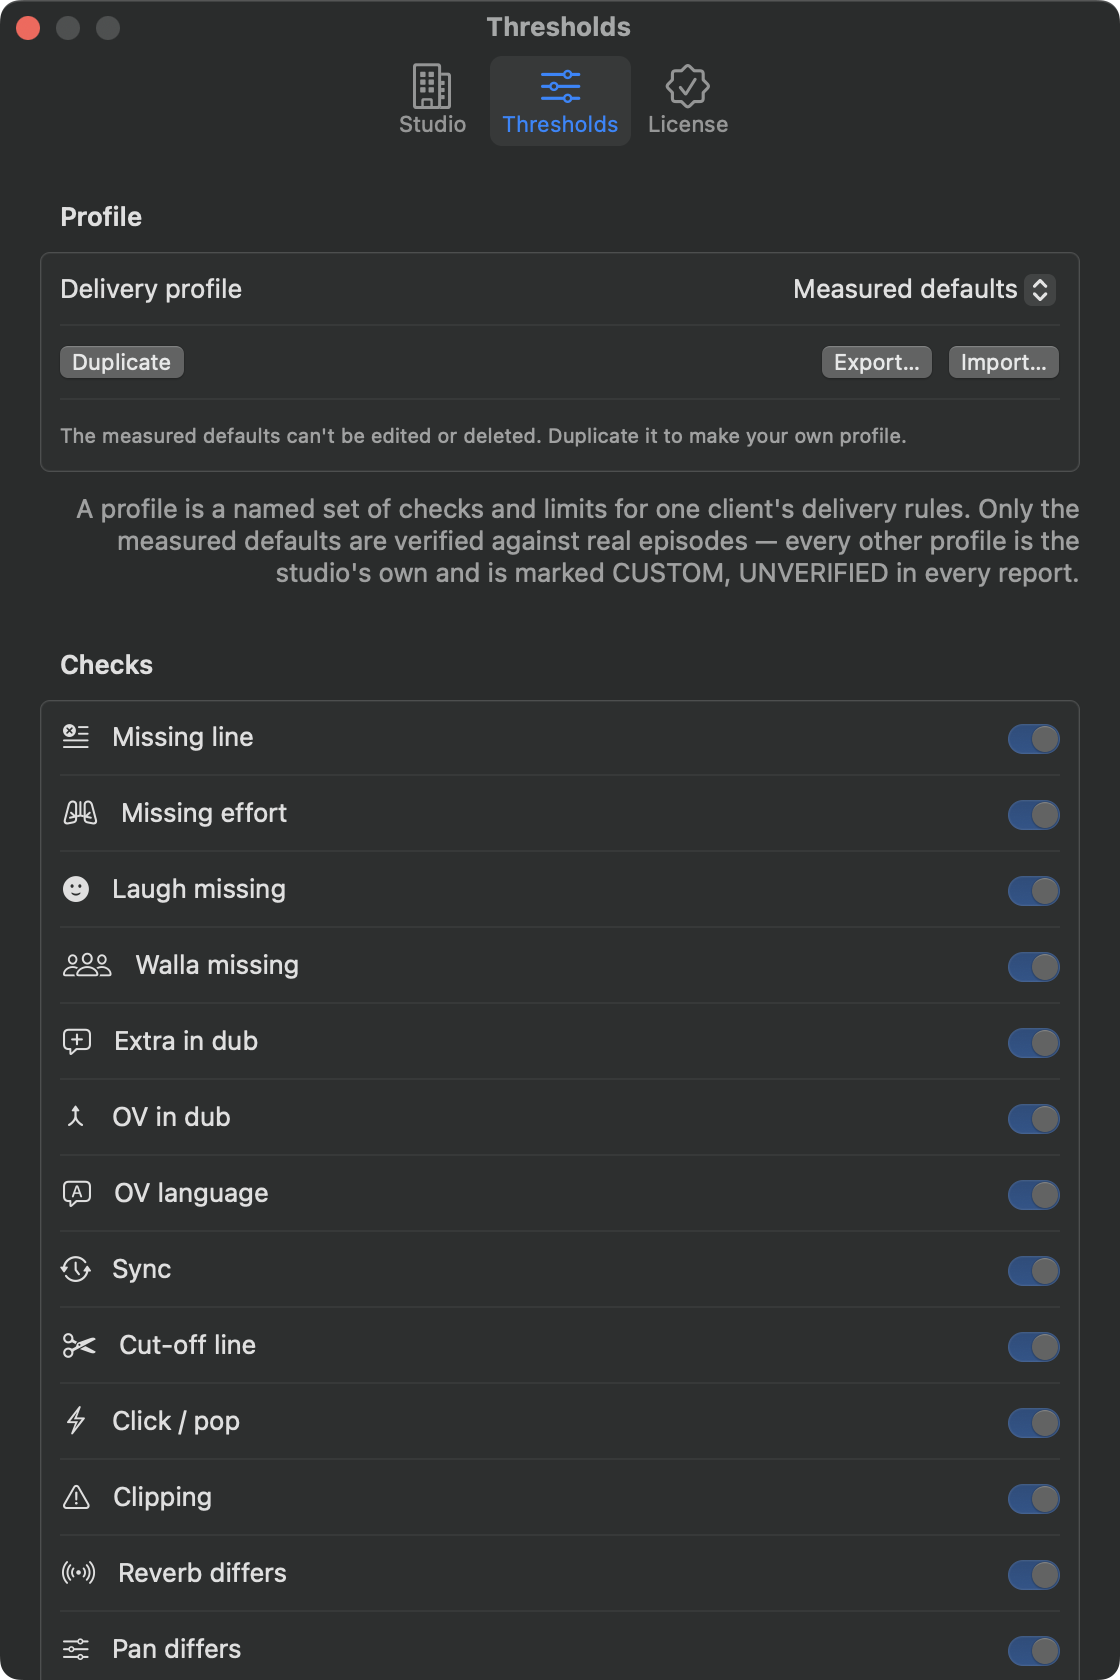 Thresholds
Studio
Thresholds
License
Profile
Delivery profile
Measured defaults
Duplicate
Export...
Import...
The measured defaults can't be edited or deleted. Duplicate it to make your own profile.
A profile is a named set of checks and limits for one client's delivery rules. Only the
measured defaults are verified against real episodes — every other profile is the
studio's own and is marked CUSTOM, UNVERIFIED in every report.
Checks
Missing line
Missing effort
Laugh missing
Walla missing
Extra in dub
OV in dub
A
OV language
Sync
Cut-off line
Click / pop
Clipping
Reverb differs
Pan differs